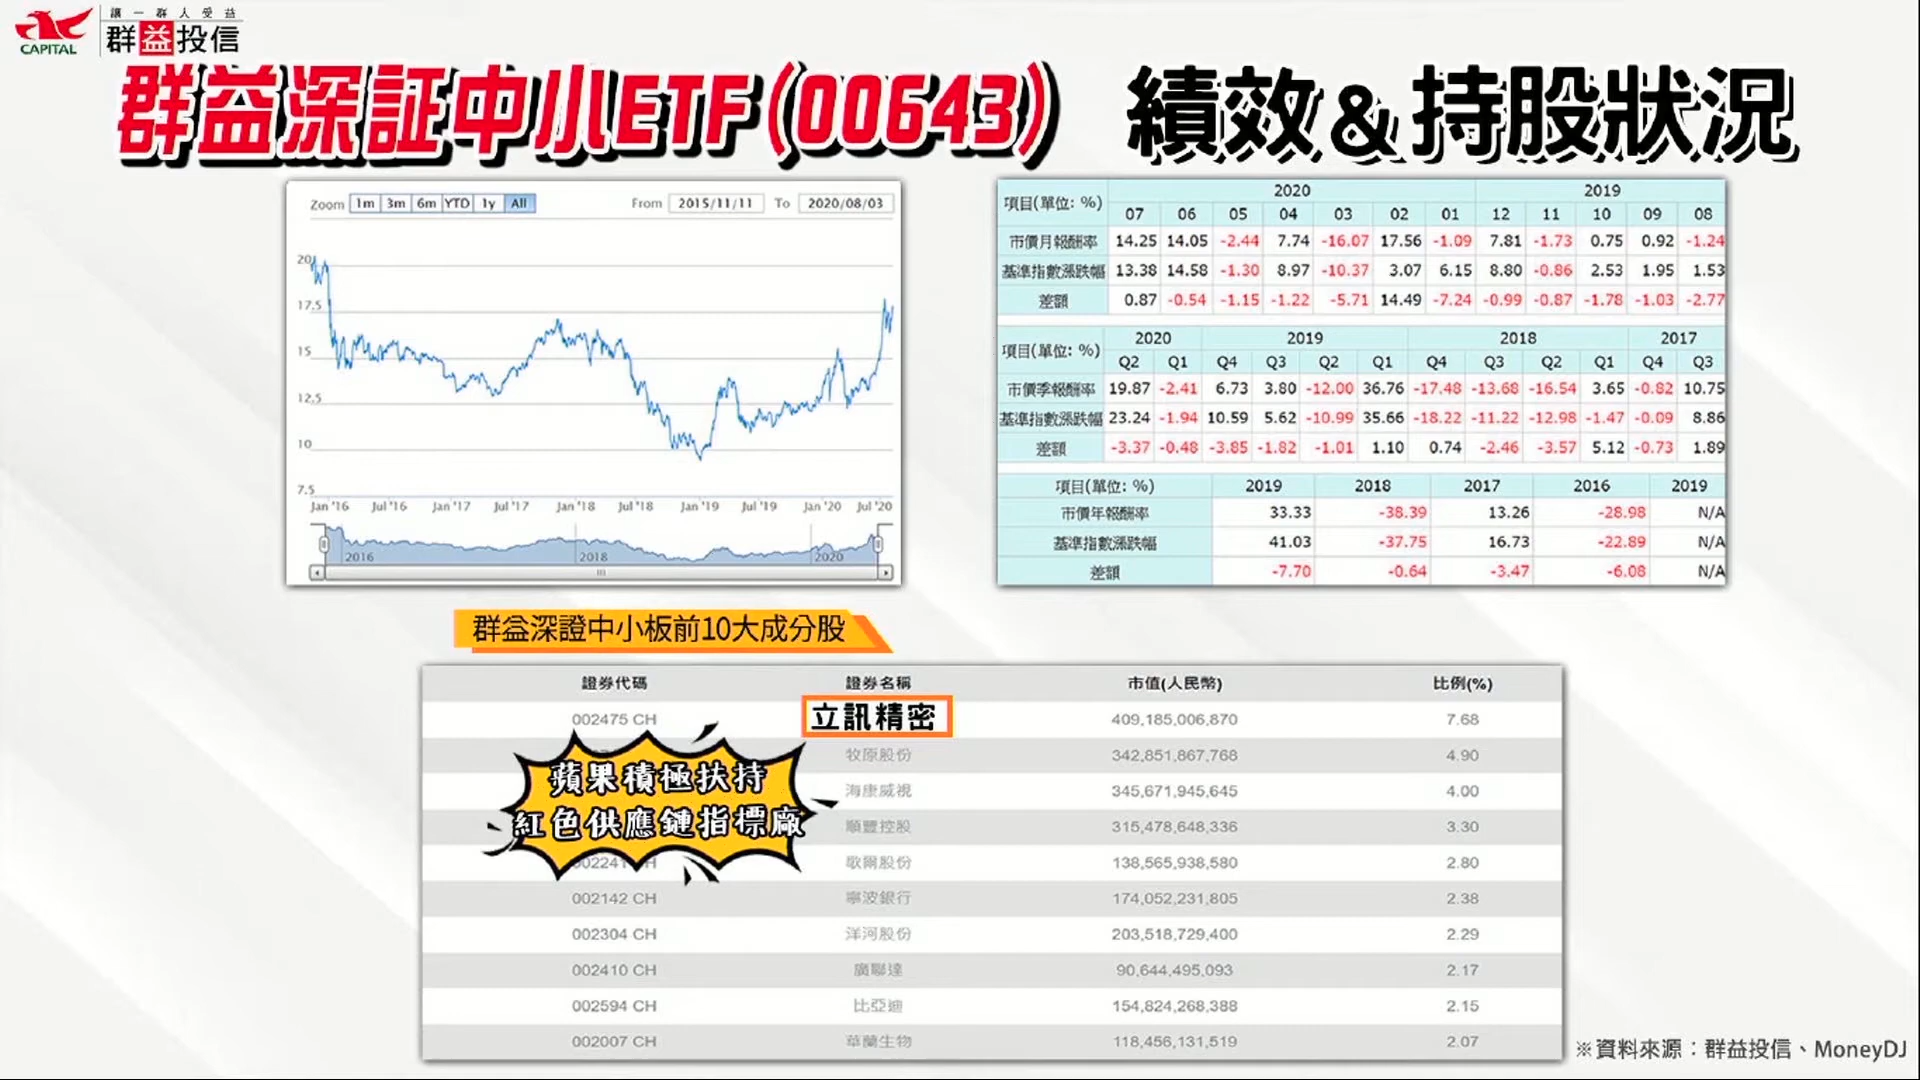 讓一群人受益
CAPITAL 群益投信
群益深証中小ETF(00643) 績效&持股狀況
Zoom 1m 3m 6m YTD 1y All From 2015/11/11 To 2020/08/03
20
17.5
15
12.5
10
7.5
Jan '16 Jul '16 Jan '17 Jul '17 Jan '18 Jul '18 Jan '19 Jul '19 Jan '20 Jul '20
2016 2018 2020
項目(單位: %) 2020 2019
07 06 05 04 03 02 01 12 11 10 09 08
市價月報酬率 14.25 14.05 -2.44 7.74 -16.07 17.56 -1.09 7.81 -1.73 0.75 0.92 -1.24
基準指數漲跌幅 13.38 14.58 -1.30 8.97 -10.37 3.07 6.15 8.80 -0.86 2.53 1.95 1.53
差額 0.87 -0.54 -1.15 -1.22 -5.71 14.49 -7.24 -0.99 -0.87 -1.78 -1.03 -2.77
項目(單位: %) 2020 2019 2018 2017
Q2 Q1 Q4 Q3 Q2 Q1 Q4 Q3 Q2 Q1 Q4 Q3
市價季報酬率 19.87 -2.41 6.73 3.80 -12.00 36.76 -17.48 -13.68 -16.54 3.65 -0.82 10.75
基準指數漲跌幅 23.24 -1.94 10.59 5.62 -10.99 35.66 -18.22 -11.22 -12.98 -1.47 -0.09 8.86
差額 -3.37 -0.48 -3.85 -1.82 -1.01 1.10 0.74 -2.46 -3.57 5.12 -0.73 1.89
項目(單位: %) 2019 2018 2017 2016 2019
市價年報酬率 33.33 -38.39 13.26 -28.98 N/A
基準指數漲跌幅 41.03 -37.75 16.73 -22.89 N/A
差額 -7.70 -0.64 -3.47 -6.08 N/A
群益深證中小板前10大成分股
證券代碼 證券名稱 市值(人民幣) 比例(%)
002475 CH 立訊精密 409,185,006,870 7.68
牧原股份 342,851,867,768 4.90
蘋果積極扶持
海康威視 345,671,945,645 4.00
紅色供應鏈指標廠
順豐控股 315,478,648,336 3.30
歌爾股份 138,565,938,580 2.80
002142 CH 寧波銀行 174,052,231,805 2.38
002304 CH 洋河股份 203,518,729,400 2.29
002410 CH 廣聯達 90,644,495,093 2.17
002594 CH 比亞迪 154,824,268,388 2.15
002007 CH 華蘭生物 118,456,131,519 2.07
※資料來源：群益投信、MoneyDJ